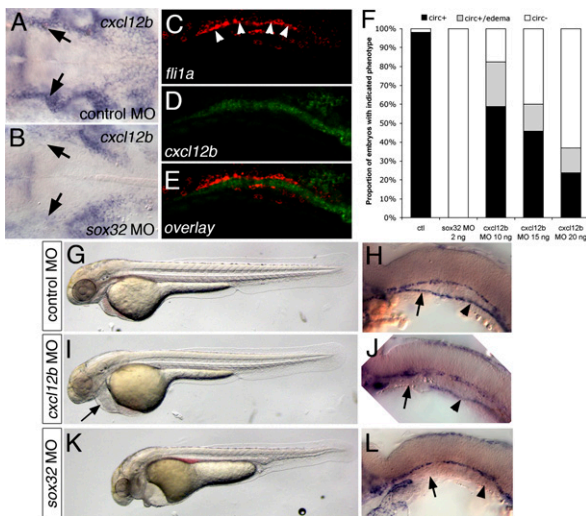 A
cxcl12b
control MO
B
cxcl12b
sox32 MO
C
fli1a
D
cxcl12b
E
overlay
F
circ+ circ+/edema circ-
Proportion of embryos with indicated phenotype
100%
90%
80%
70%
60%
50%
40%
30%
20%
10%
0%
ctl
sox32 MO
2 ng
cxcl12b
MO 10 ng
cxcl12b
MO 15 ng
cxcl12b
MO 20 ng
control MO
G
H
cxcl12b MO
I
J
sox32 MO
K
L